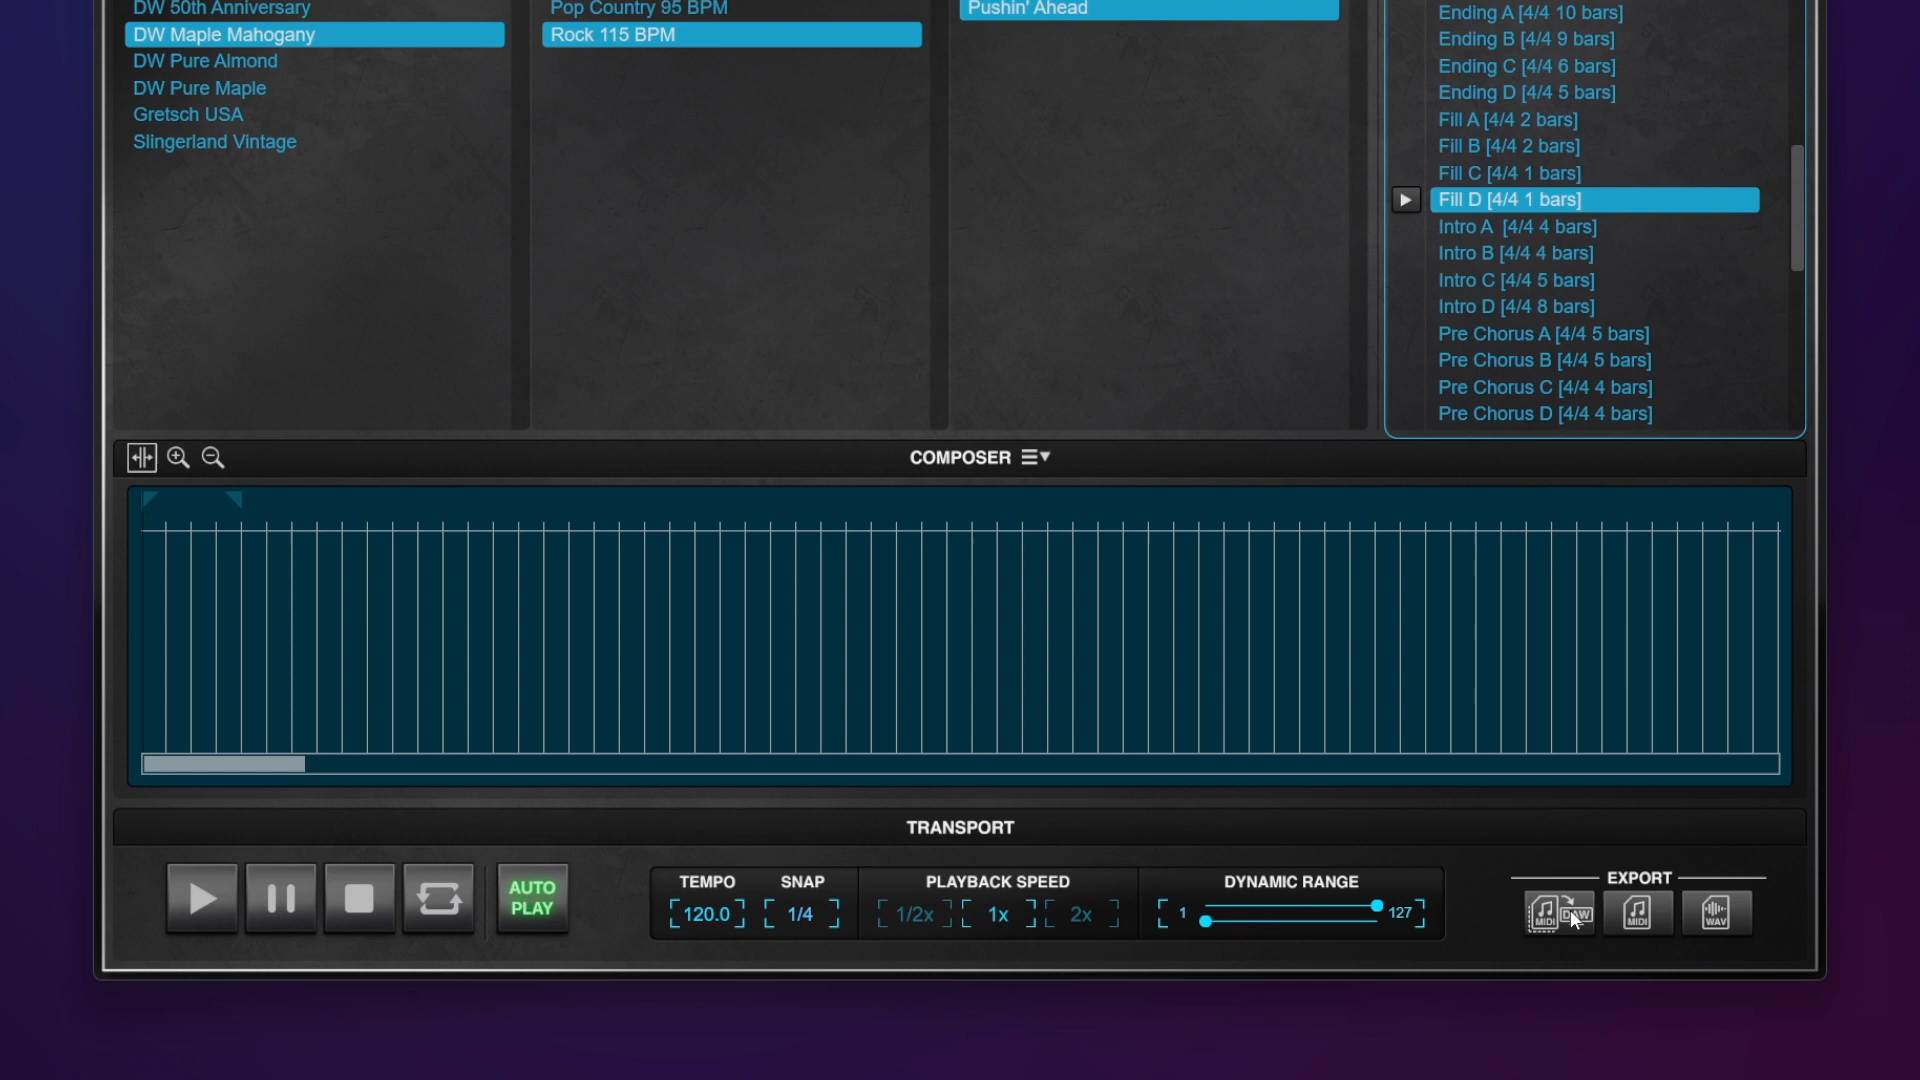 DW 50th Anniversary
DW Maple Mahogany
DW Pure Almond
DW Pure Maple
Gretsch USA
Slingerland Vintage
Pop Country 95 BPM
Rock 115 BPM
Pushin' Ahead
Ending A [4/4 10 bars]
Ending B [4/4 9 bars]
Ending C [4/4 6 bars]
Ending D [4/4 5 bars]
Fill A [4/4 2 bars]
Fill B [4/4 2 bars]
Fill C [4/4 1 bars]
Fill D [4/4 1 bars]
Intro A [4/4 4 bars]
Intro B [4/4 4 bars]
Intro C [4/4 5 bars]
Intro D [4/4 8 bars]
Pre Chorus A [4/4 5 bars]
Pre Chorus B [4/4 5 bars]
Pre Chorus C [4/4 4 bars]
Pre Chorus D [4/4 4 bars]
COMPOSER
TRANSPORT
AUTO
PLAY
TEMPO
120.0
SNAP
1/4
PLAYBACK SPEED
1/2x
1x
2x
DYNAMIC RANGE
1
127
EXPORT
MIDI
DAW
MIDI
WAV